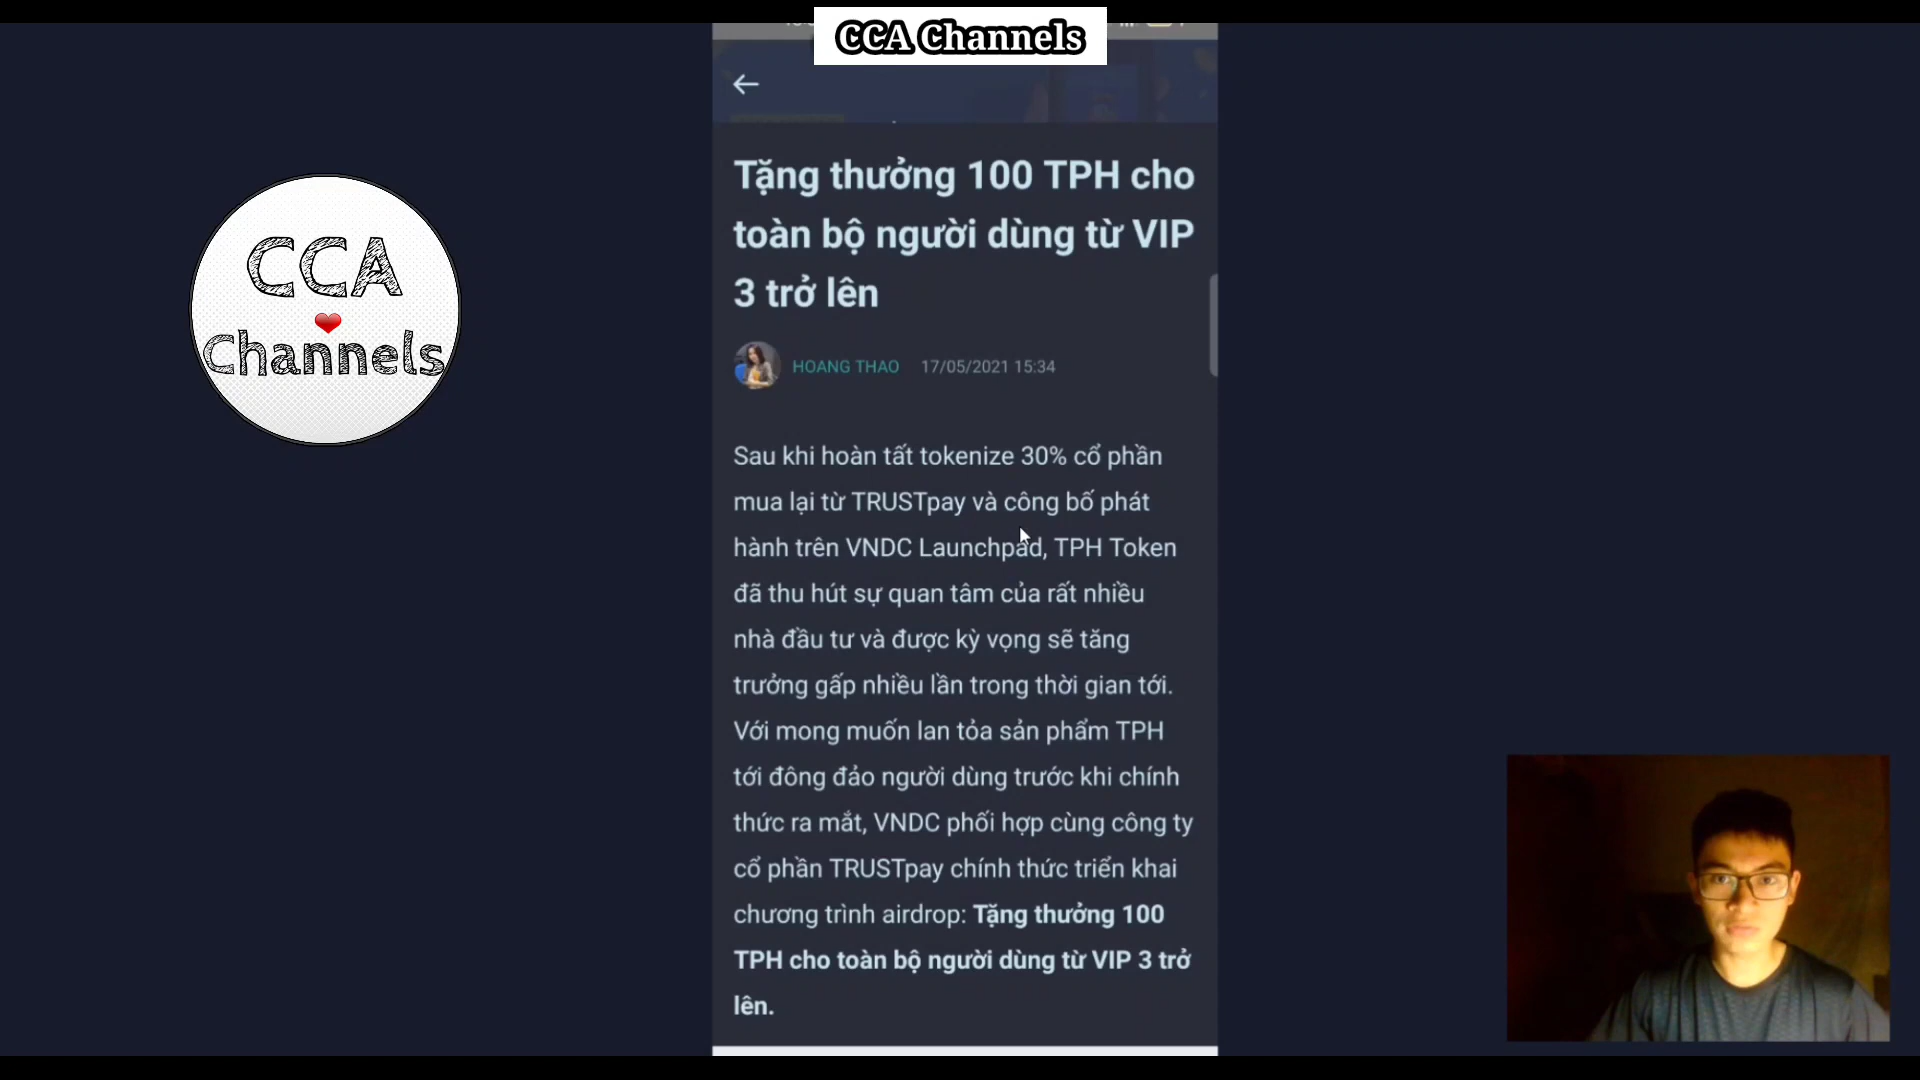 CCA Channels
CCA
Channels
Tặng thưởng 100 TPH cho
toàn bộ người dùng từ VIP
3 trở lên
HOANG THAO 17/05/2021 15:34
Sau khi hoàn tất tokenize 30% cổ phần
mua lại từ TRUSTpay và công bố phát
hành trên VNDC Launchpad, TPH Token
đã thu hút sự quan tâm của rất nhiều
nhà đầu tư và được kỳ vọng sẽ tăng
trưởng gấp nhiều lần trong thời gian tới.
Với mong muốn lan tỏa sản phẩm TPH
tới đông đảo người dùng trước khi chính
thức ra mắt, VNDC phối hợp cùng công ty
cổ phần TRUSTpay chính thức triển khai
chương trình airdrop: Tặng thưởng 100
TPH cho toàn bộ người dùng từ VIP 3 trở
lên.